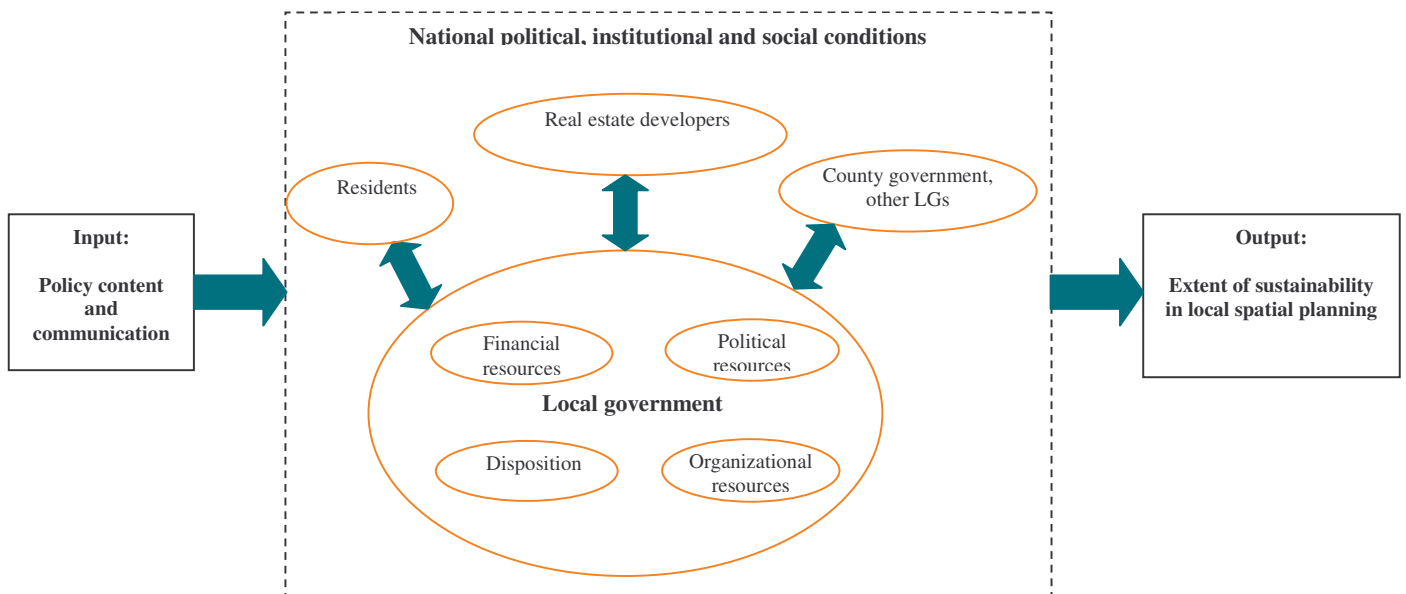 National political, institutional and social conditions
Real estate developers
Residents
County government,
other LGs
Input:
Policy content
and
communication
Output:
Extent of sustainability
in local spatial planning
Financial
resources
Political
resources
Local government
Disposition
Organizational
resources